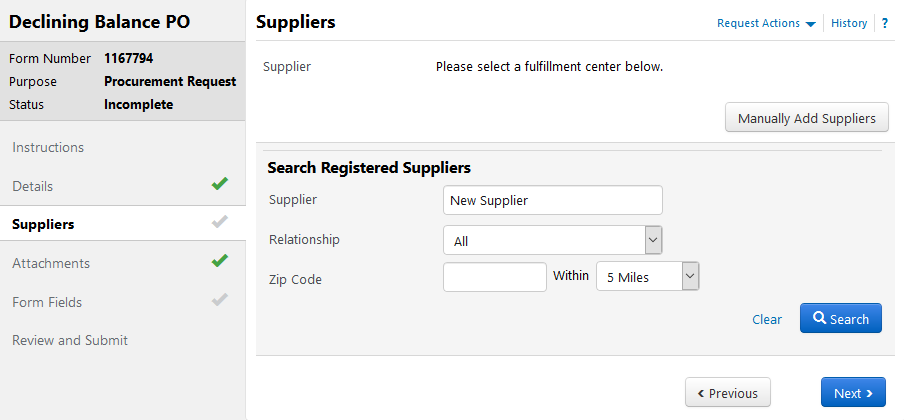 Declining Balance PO
Form Number 1167794
Purpose Procurement Request
Status Incomplete
Instructions
Details
Suppliers
Attachments
Form Fields
Review and Submit
Suppliers
Request Actions History ?
Supplier Please select a fulfillment center below.
Manually Add Suppliers
Search Registered Suppliers
Supplier New Supplier
Relationship All
Zip Code Within 5 Miles
Clear Search
‹ Previous Next ›